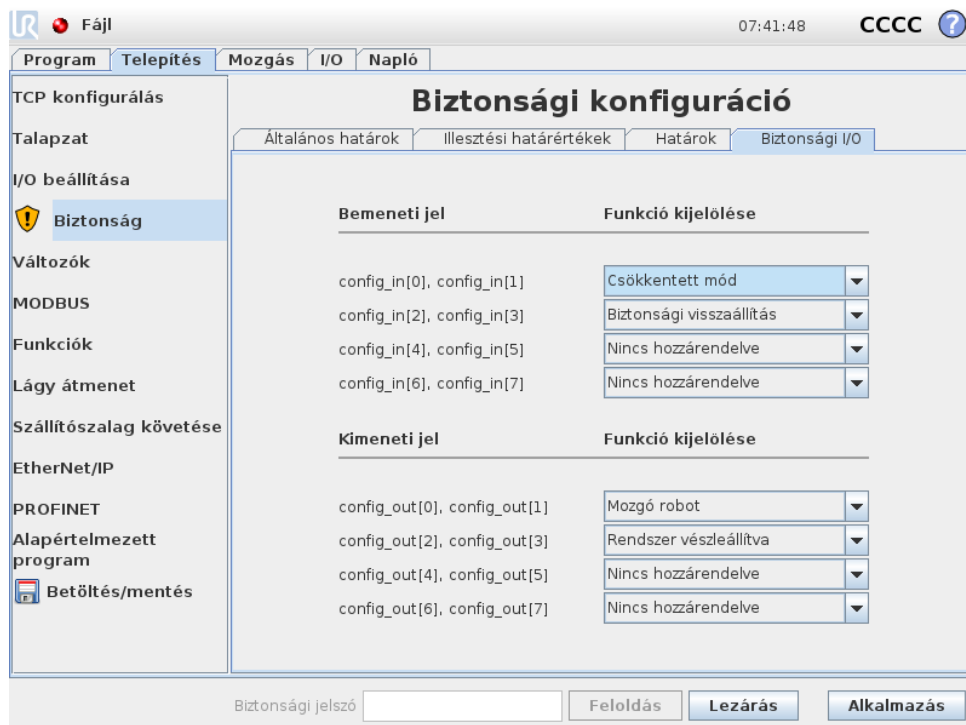 UR Fájl 07:41:48 CCCC ?
Program Telepítés Mozgás I/O Napló
TCP konfigurálás
Talapzat
I/O beállítása
Biztonság
Változók
MODBUS
Funkciók
Lágy átmenet
Szállítószalag követése
EtherNet/IP
PROFINET
Alapértelmezett
program
Betöltés/mentés
Biztonsági konfiguráció
Általános határok Illesztési határértékek Határok Biztonsági I/O
Bemeneti jel Funkció kijelölése
config_in[0], config_in[1] Csökkentett mód
config_in[2], config_in[3] Biztonsági visszaállítás
config_in[4], config_in[5] Nincs hozzárendelve
config_in[6], config_in[7] Nincs hozzárendelve
Kimeneti jel Funkció kijelölése
config_out[0], config_out[1] Mozgó robot
config_out[2], config_out[3] Rendszer vészleállítva
config_out[4], config_out[5] Nincs hozzárendelve
config_out[6], config_out[7] Nincs hozzárendelve
Biztonsági jelszó Feloldás Lezárás Alkalmazás